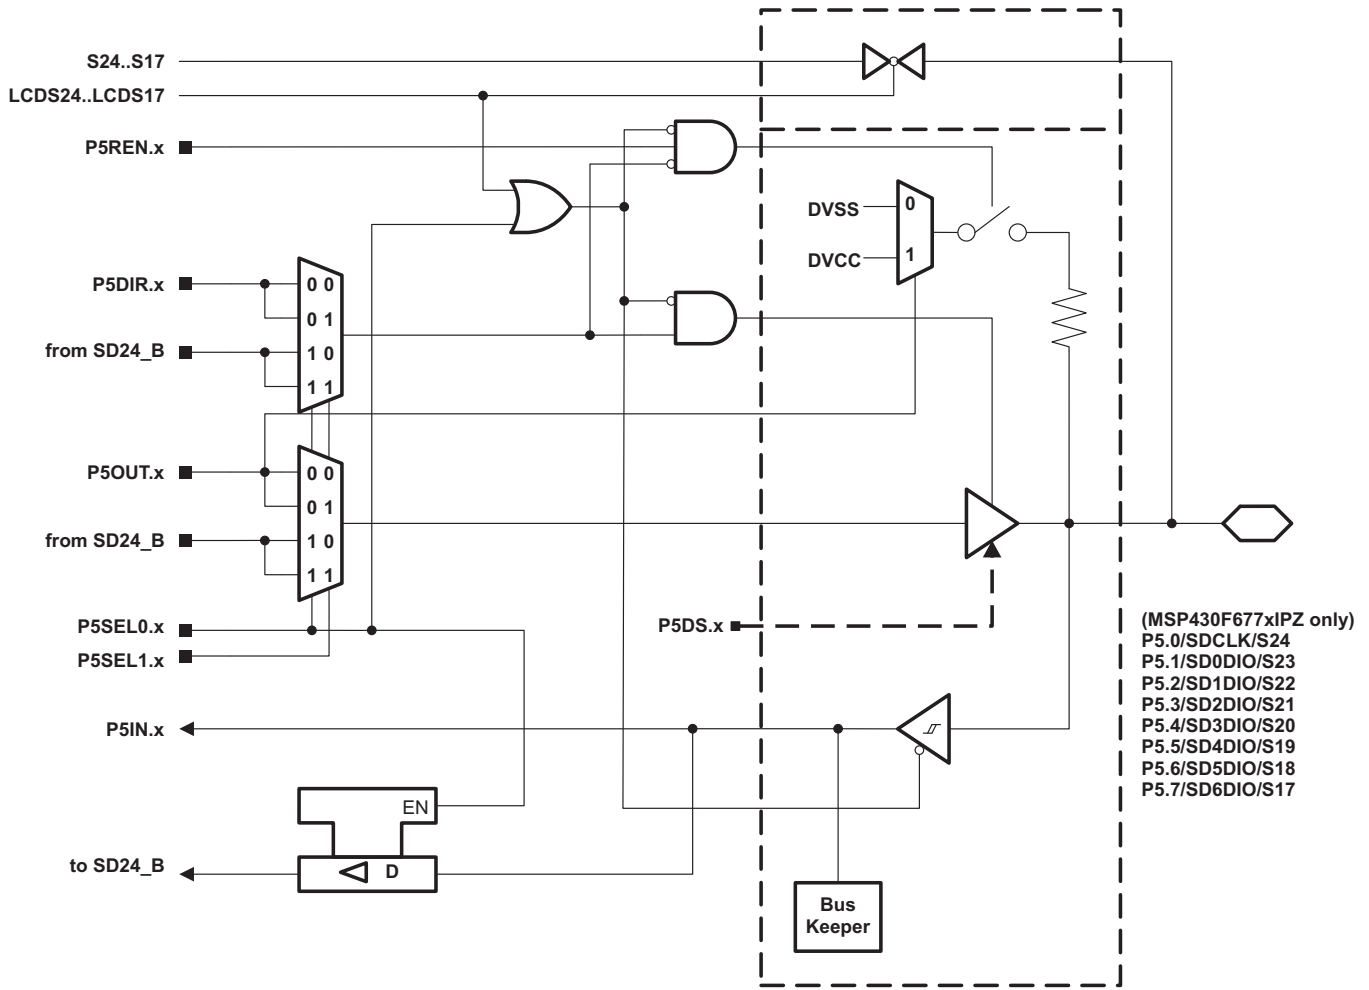 S24..S17
LCDS24..LCDS17
P5REN.x
DVSS
0
DVCC
1
P5DIR.x
0 0
0 1
from SD24_B
1 0
1 1
P5OUT.x
0 0
0 1
from SD24_B
1 0
1 1
P5SEL0.x
P5SEL1.x
P5DS.x
(MSP430F677xIPZ only)
P5.0/SDCLK/S24
P5.1/SD0DIO/S23
P5.2/SD1DIO/S22
P5.3/SD2DIO/S21
P5.4/SD3DIO/S20
P5.5/SD4DIO/S19
P5.6/SD5DIO/S18
P5.7/SD6DIO/S17
P5IN.x
EN
to SD24_B
D
Bus
Keeper